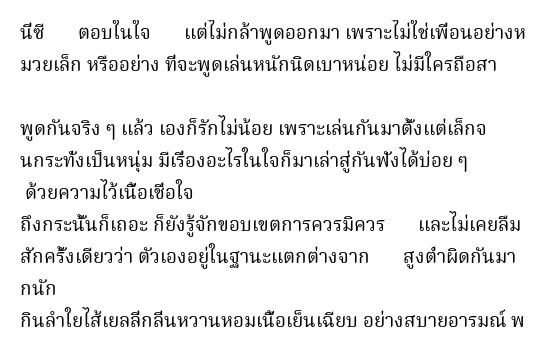 นีซี ตอบในใจ แต่ไม่กล้าพูดออกมา เพราะไม่ใช่เพือนอย่างห
มวยเล็ก หรืออย่าง ทีจะพูดเล่นหนักนิดเบาหน่อย ไม่มีใครถือสา
พูดกันจริง ๆ แล้ว เองก็รักไม่น้อย เพราะเล่นกันมาตั้งแต่เล็กจ
นกระทั่งเป็นหนุ่ม มีเรืองอะไรในใจก็มาเล่าสู่กันฟังได้บ่อย ๆ
ด้วยความไว้เนื้อเชือใจ
ถึงกระนั้นก็เถอะ ก็ยังรู้จักขอบเขตการควรมิควร และไม่เคยลืม
สักครั้งเดียวว่า ตัวเองอยู่ในฐานะแตกต่างจาก สูงตำผิดกันมา
กนัก
กินลำใยไส้เยลลีกลีนหวานหอมเนื้อเย็นเฉียบ อย่างสบายอารมณ์ พ